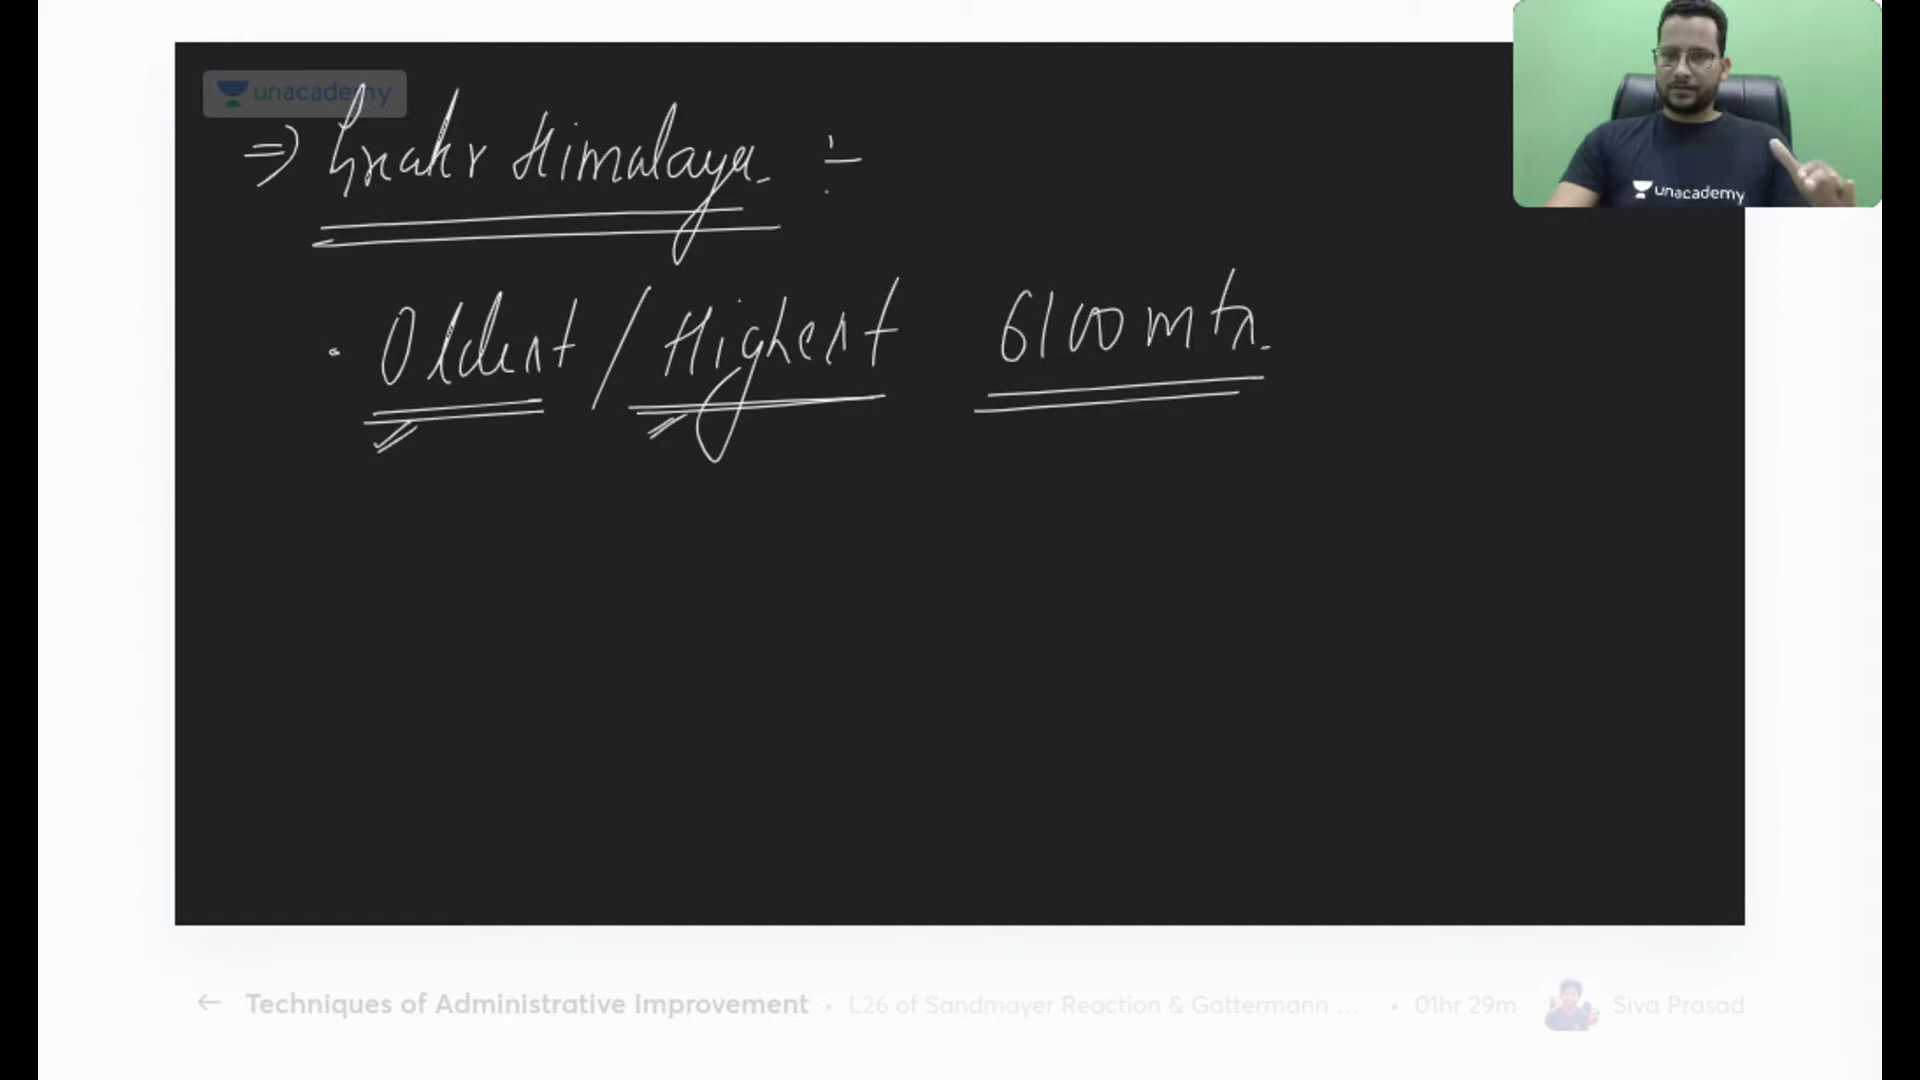 unacademy
⇒ Greater Himalaya :-
unacademy
• Oldest / Highest 6100 mtr.
← Techniques of Administrative Improvement • L26 of Sandmayer Reaction & Gattermann ... • 01hr 29m Siva Prasad